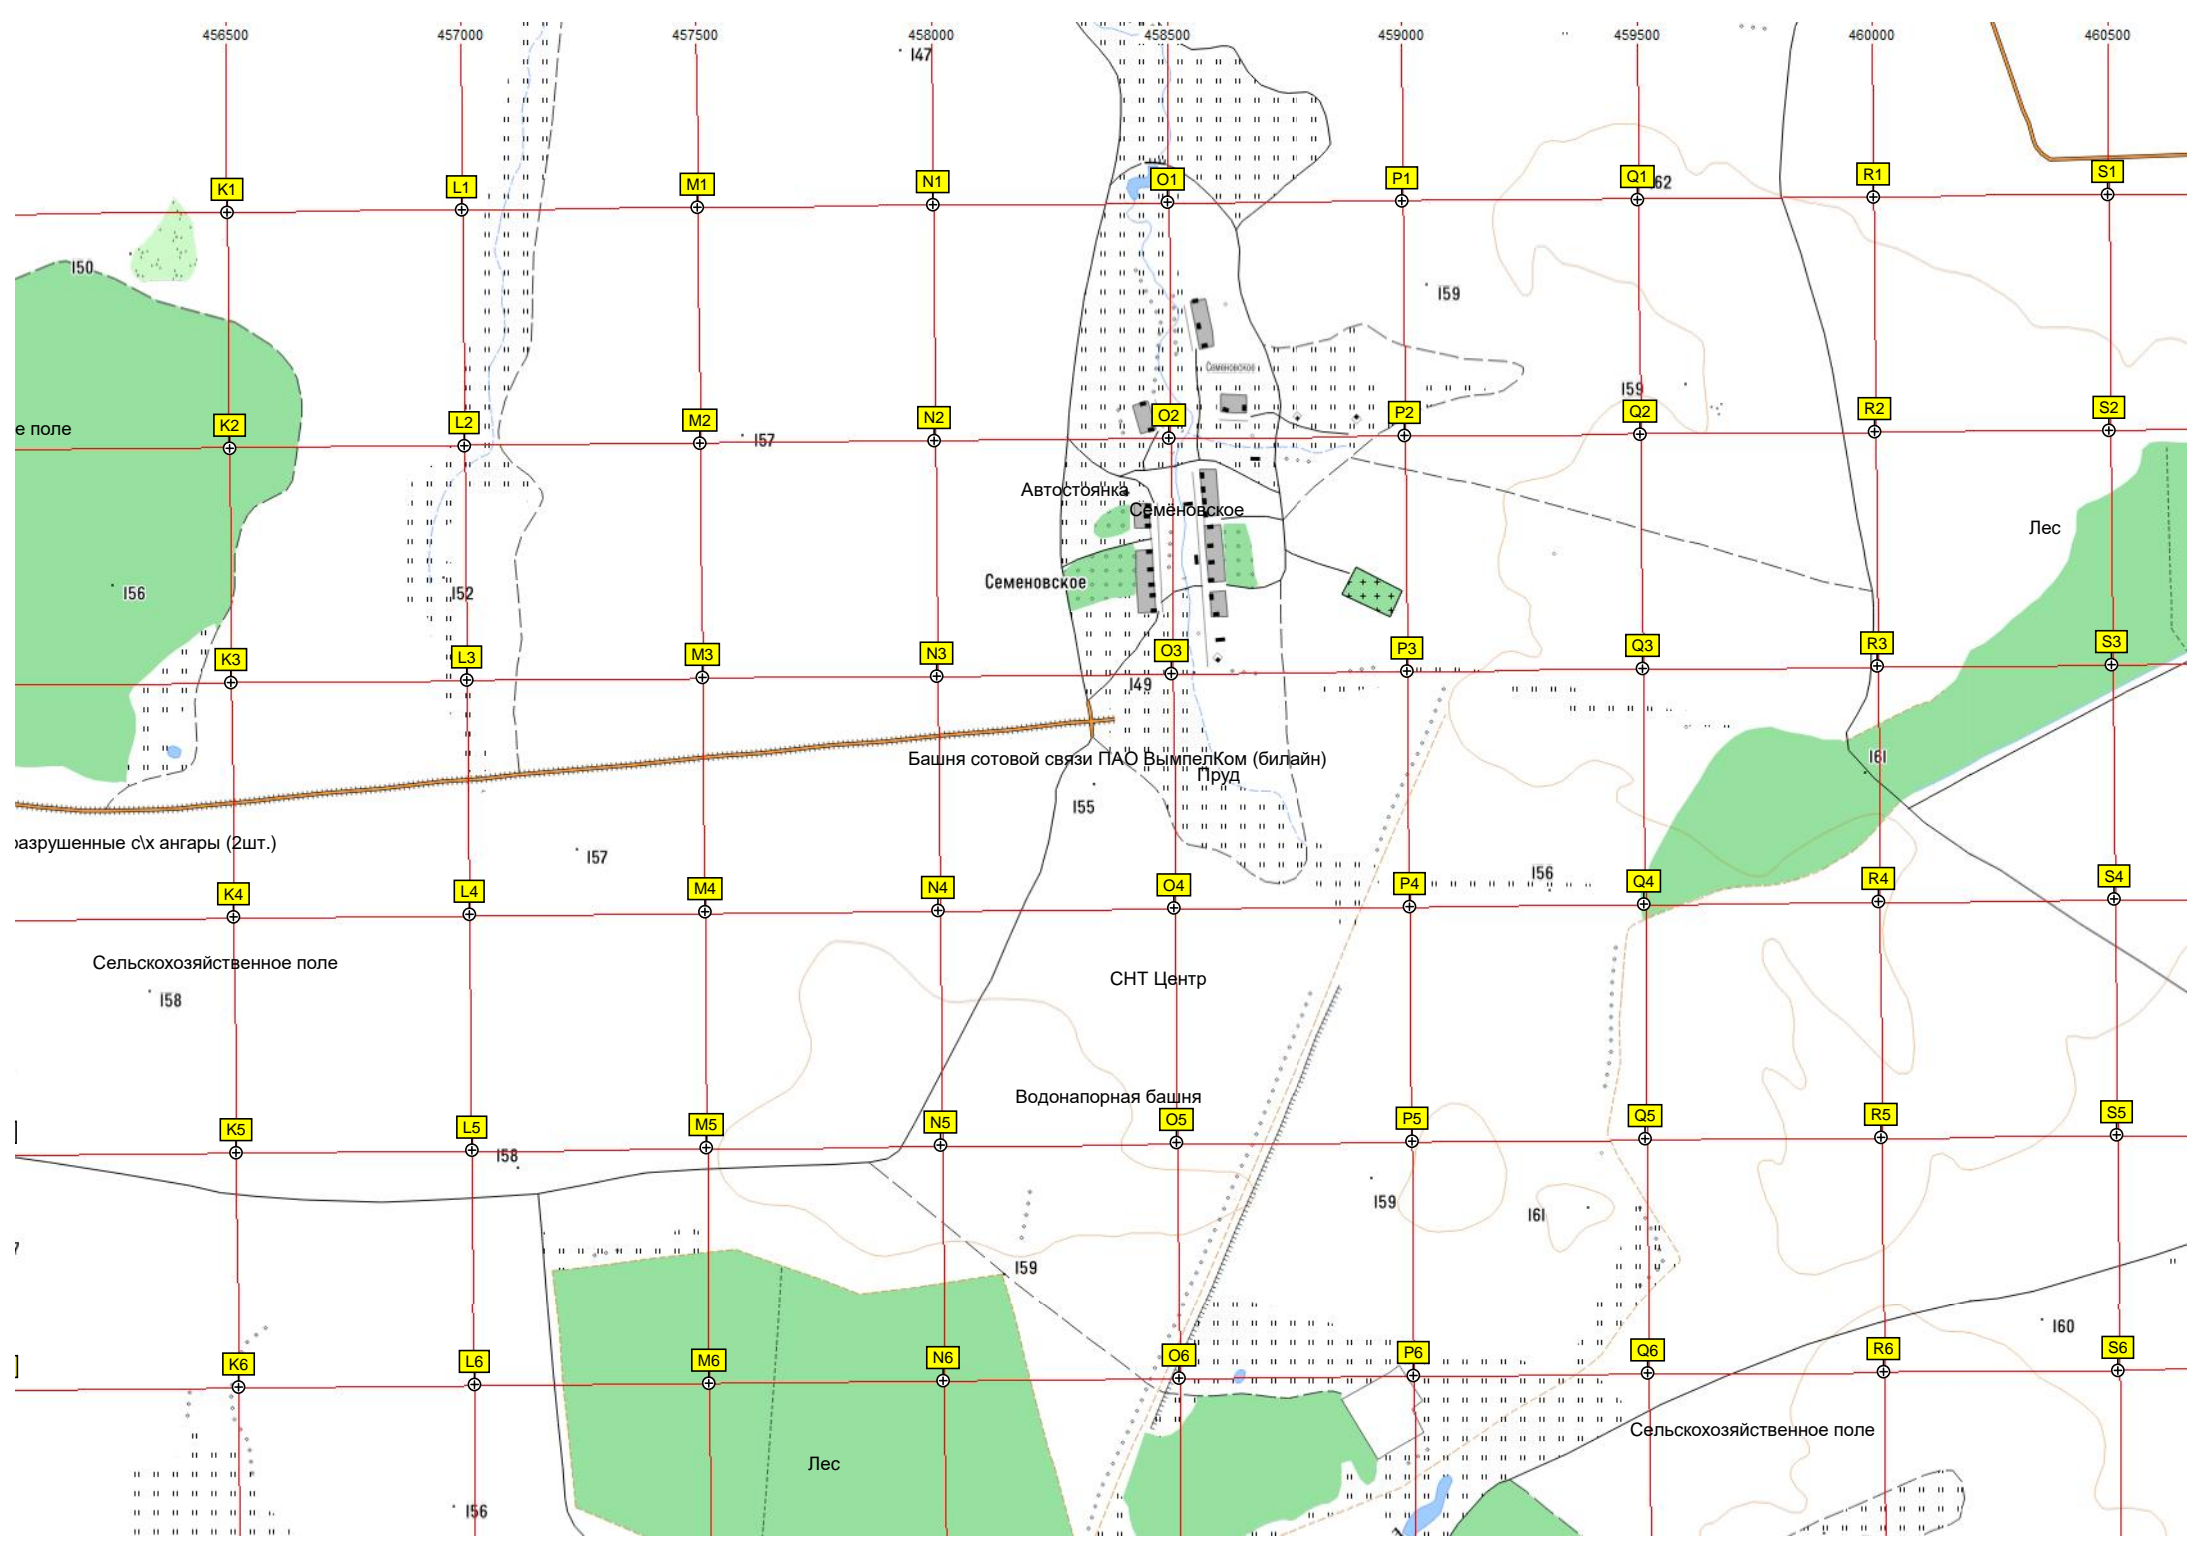 456500 457000 457500 458000 458500 459000 459500 460000 460500
147
K1 L1 M1 N1 O1 P1 Q1 62 R1 S1
150
159
Семеновское
159
K2 L2 M2 N2 O2 P2 Q2 R2 S2
е поле
157
Автостоянка
Семёновское
Лес
Семеновское
156
152
K3 L3 M3 N3 O3 P3 Q3 R3 S3
149
Башня сотовой связи ПАО ВымпелКом (билайн)
161
Пруд
155
разрушенные с\х ангары (2шт.)
157
156
K4 L4 M4 N4 O4 P4 Q4 R4 S4
Сельскохозяйственное поле
СНТ Центр
158
Водонапорная башня
K5 L5 M5 N5 O5 P5 Q5 R5 S5
158
159
161
7
159
160
K6 L6 M6 N6 O6 P6 Q6 R6 S6
Сельскохозяйственное поле
Лес
156